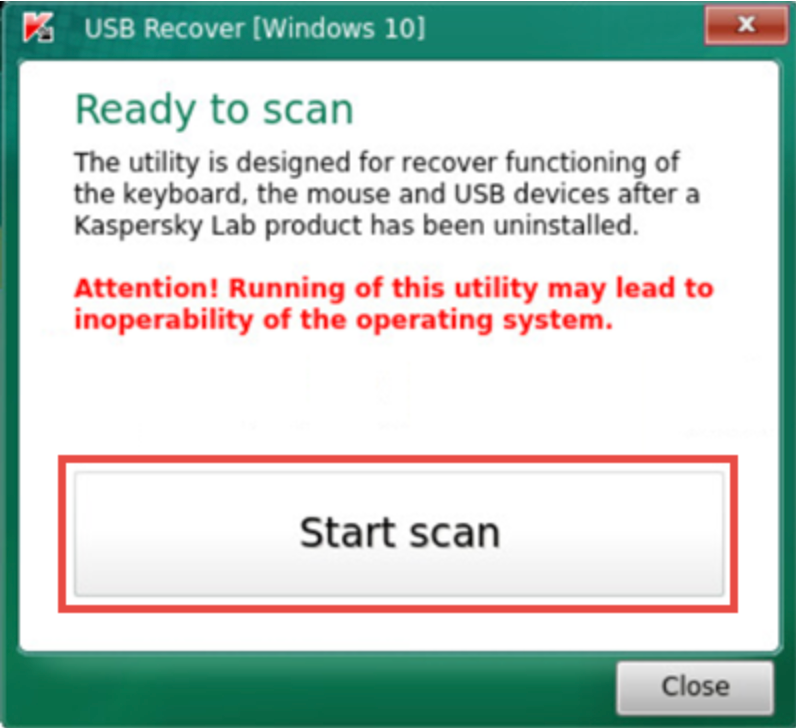 USB Recover [Windows 10]
Ready to scan
The utility is designed for recover functioning of
the keyboard, the mouse and USB devices after a
Kaspersky Lab product has been uninstalled.
Attention! Running of this utility may lead to
inoperability of the operating system.
Start scan
Close